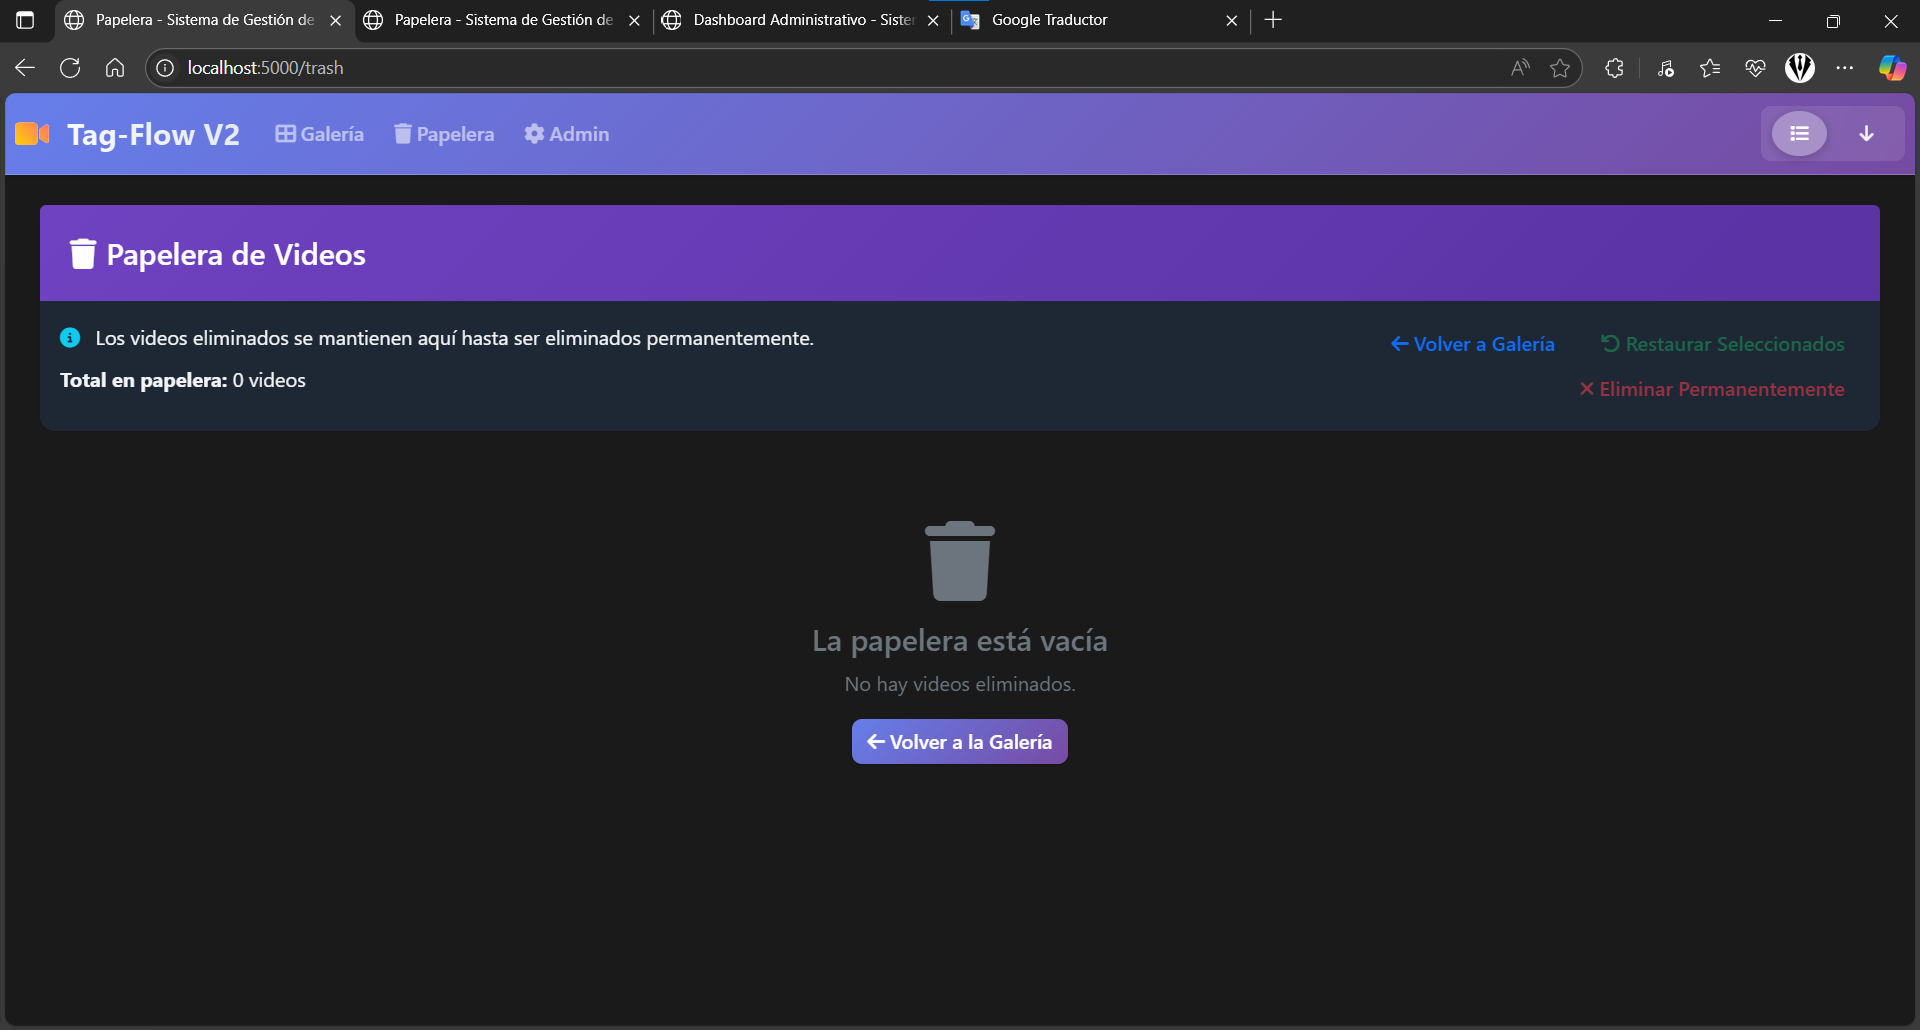 Papelera - Sistema de Gestión de
Papelera - Sistema de Gestión de
Dashboard Administrativo - Sister
Google Traductor
localhost:5000/trash
Tag-Flow V2
Galería
Papelera
Admin
Papelera de Videos
Los videos eliminados se mantienen aquí hasta ser eliminados permanentemente.
Total en papelera: 0 videos
Volver a Galería
Restaurar Seleccionados
Eliminar Permanentemente
La papelera está vacía
No hay videos eliminados.
Volver a la Galería